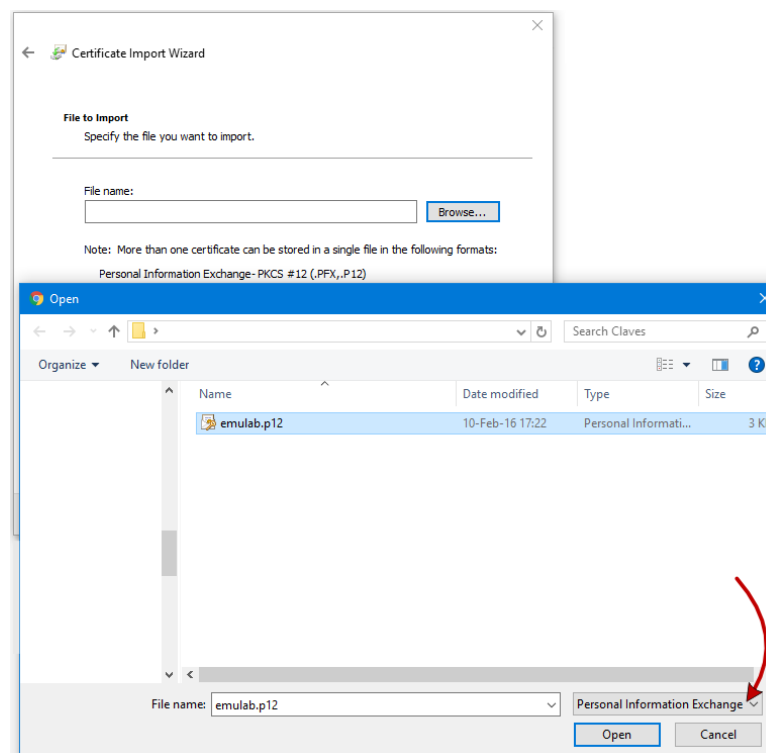 Certificate Import Wizard
File to Import
Specify the file you want to import.
File name:
Browse...
Note: More than one certificate can be stored in a single file in the following formats:
Personal Information Exchange- PKCS #12 (.PFX,.P12)
Open
Search Claves
Organize
New folder
Name Date modified Type Size
emulab.p12 10-Feb-16 17:22 Personal Informati... 3 K
File name: emulab.p12 Personal Information Exchange
Open Cancel